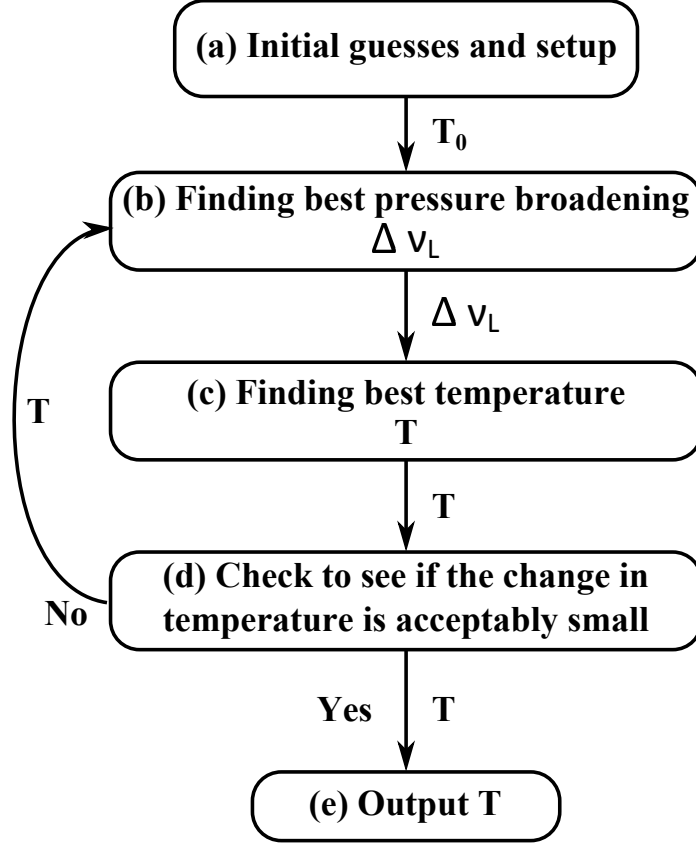 (a) Initial guesses and setup
T₀
(b) Finding best pressure broadening
Δ νL
Δ νL
(c) Finding best temperature
T
T
T
(d) Check to see if the change in
temperature is acceptably small
No
Yes
T
(e) Output T